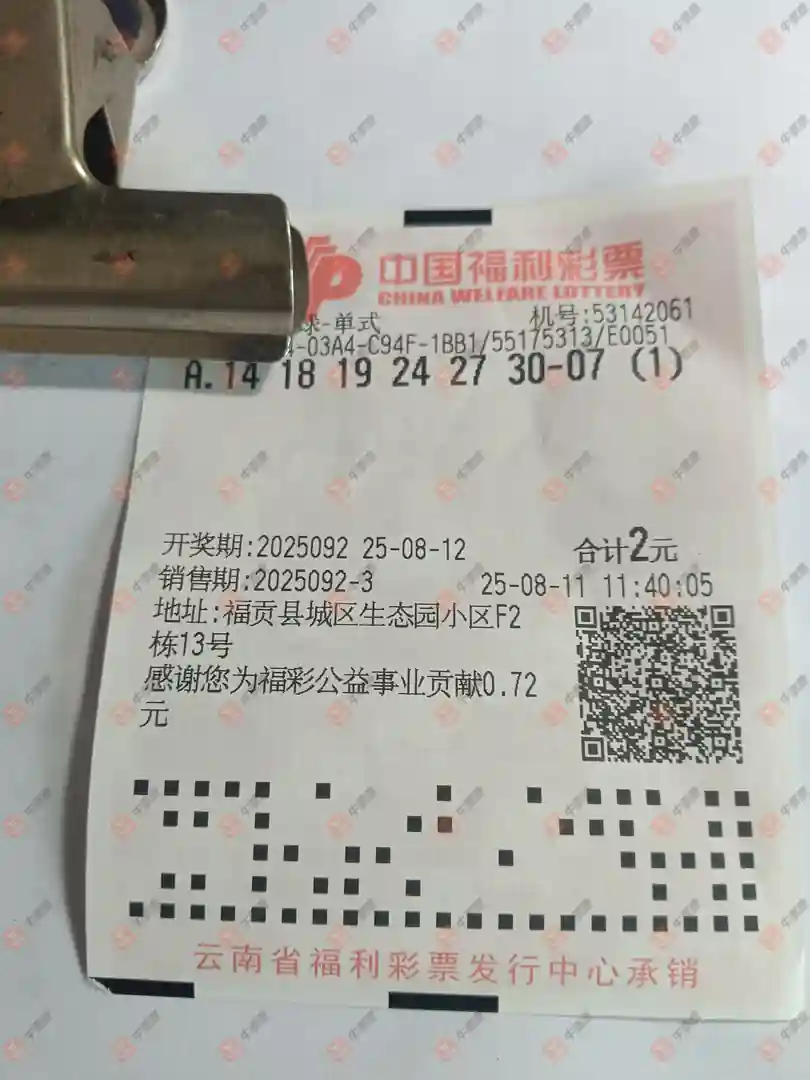 中国福利彩票
CHINA WELFARE LOTTERY
球-单式 机号:53142061
4-03A4-C94F-1BB1/55175313/E0051
A.14 18 19 24 27 30-07 (1)
开奖期:2025092 25-08-12 合计2元
销售期:2025092-3 25-08-11 11:40:05
地址:福贡县城区生态园小区F2
栋13号
感谢您为福彩公益事业贡献0.72
元
云南省福利彩票发行中心承销